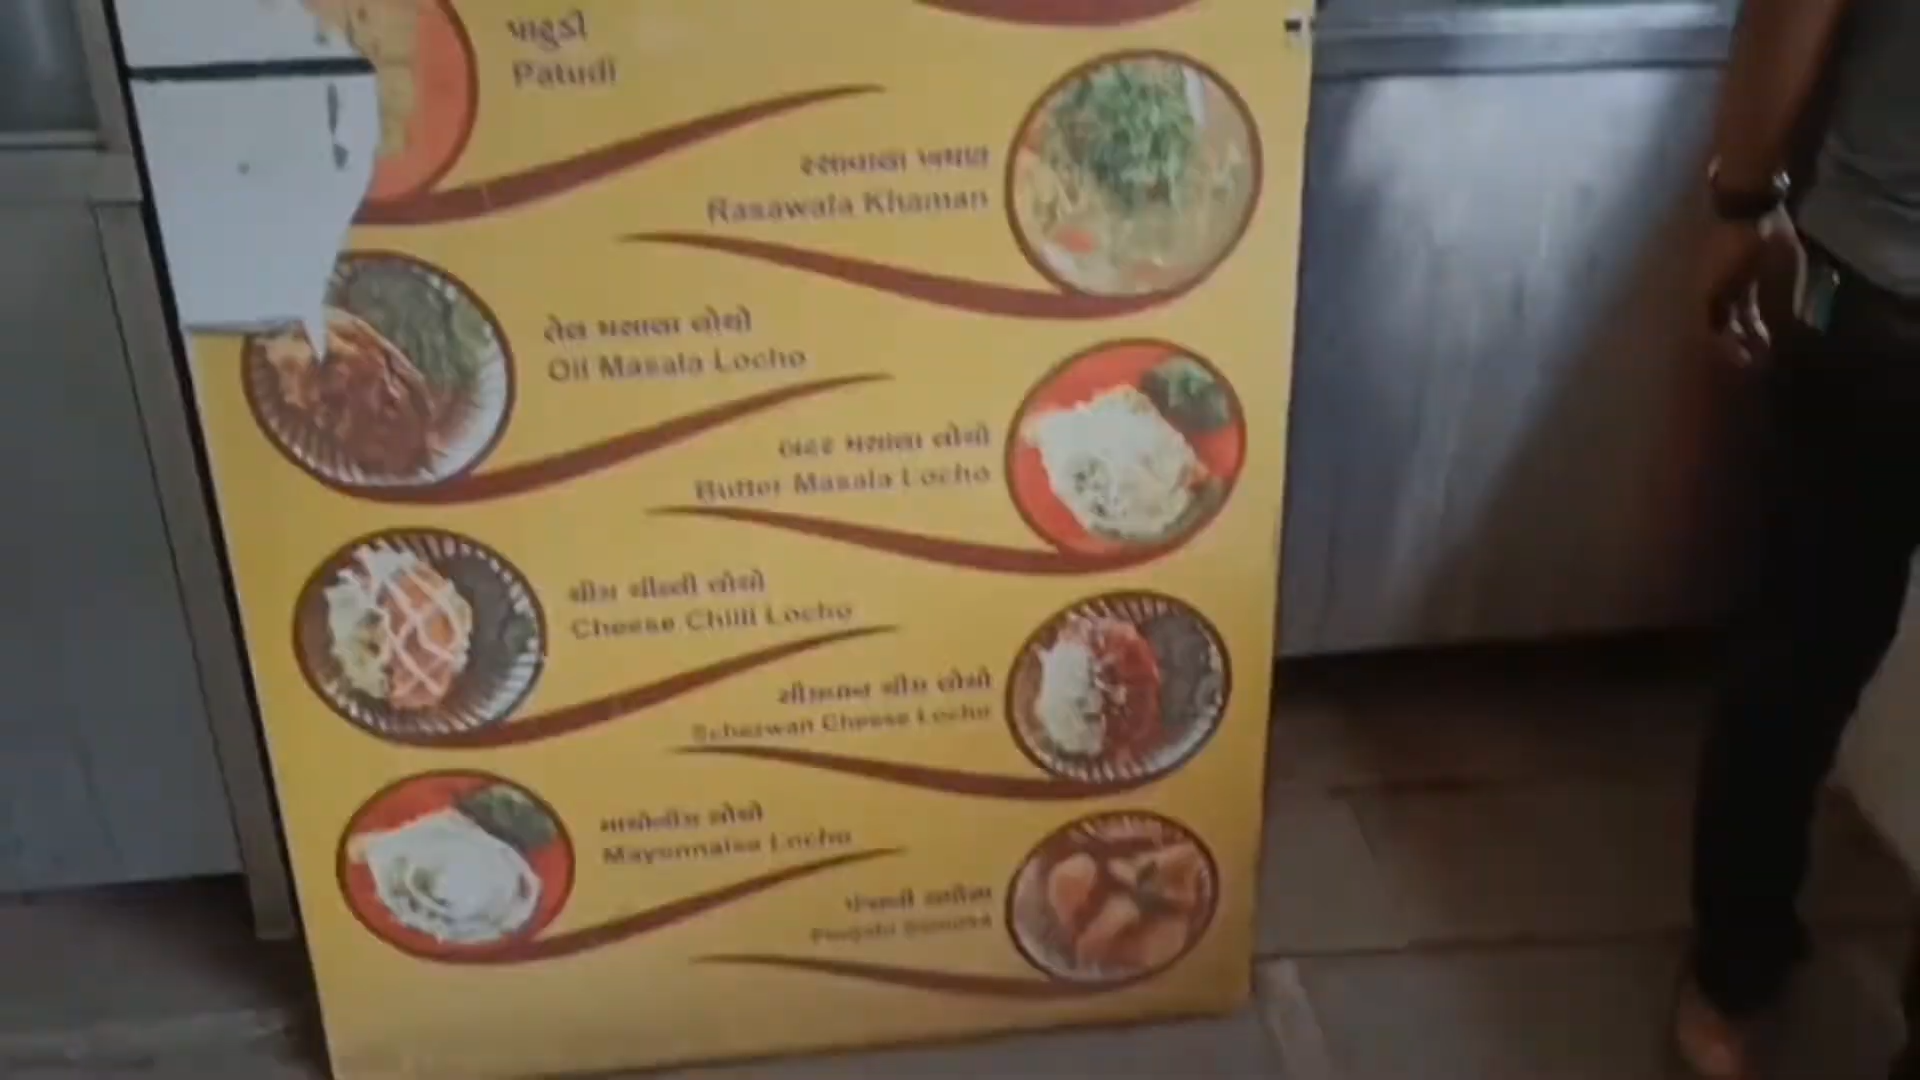 પાટુડી
Patudi
રસાવાલા ખમણ
Rasawala Khaman
તેલ મસાલા લોચો
Oil Masala Locho
બટર મસાલા લોચો
Butter Masala Locho
ચીઝ ચીલ્લી લોચો
Cheese Chilli Locho
સેઝવાન ચીઝ લોચો
Schezwan Cheese Locho
માયોનીઝ લોચો
Mayonnaise Locho
પંજાબી સમોસા
Punjabi Samosa